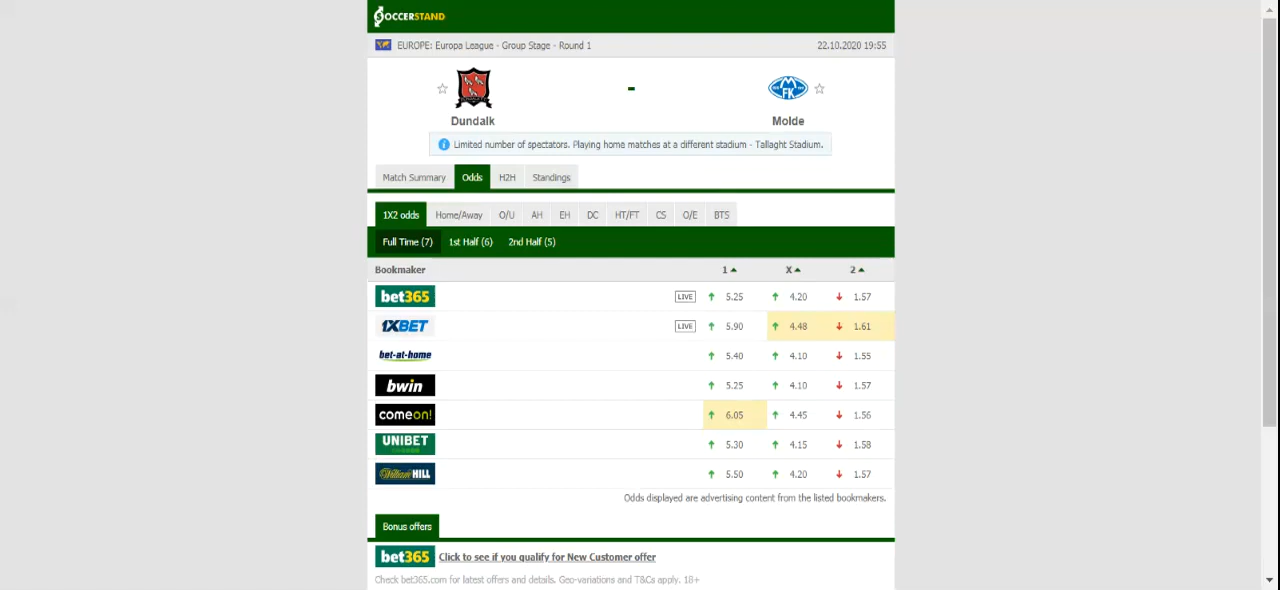 SOCCERSTAND
EUROPE: Europa League - Group Stage - Round 1 22.10.2020 19:55
-
Dundalk Molde
Limited number of spectators. Playing home matches at a different stadium - Tallaght Stadium.
Match Summary Odds H2H Standings
1X2 odds Home/Away O/U AH EH DC HT/FT CS O/E BTS
Full Time (7) 1st Half (6) 2nd Half (5)
Bookmaker 1 X 2
bet365 LIVE 5.25 4.20 1.57
1XBET LIVE 5.90 4.48 1.61
bet-at-home 5.40 4.10 1.55
bwin 5.25 4.10 1.57
comeon! 6.05 4.45 1.56
UNIBET 5.30 4.15 1.58
William HILL 5.50 4.20 1.57
Odds displayed are advertising content from the listed bookmakers.
Bonus offers
bet365 Click to see if you qualify for New Customer offer
Check bet365.com for latest offers and details. Geo-variations and T&Cs apply. 18+